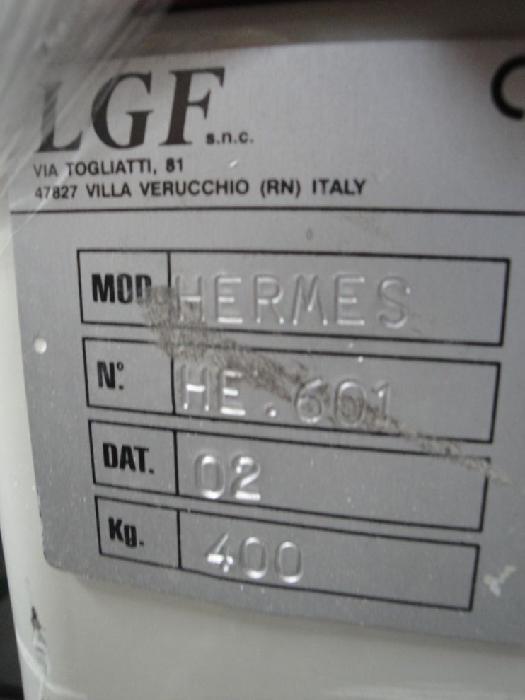 LGF s.n.c.
VIA TOGLIATTI, 81
47827 VILLA VERUCCHIO (RN) ITALY
MOD. HERMES
N° HE.601
DAT. 02
Kg. 400